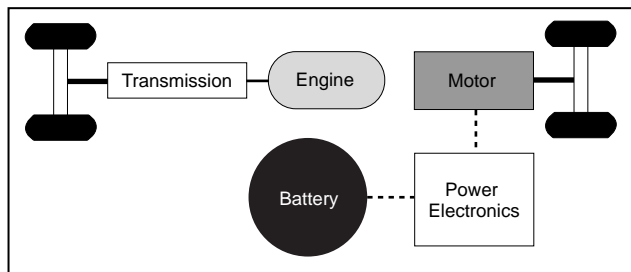 Transmission
Engine
Motor
Battery
Power
Electronics